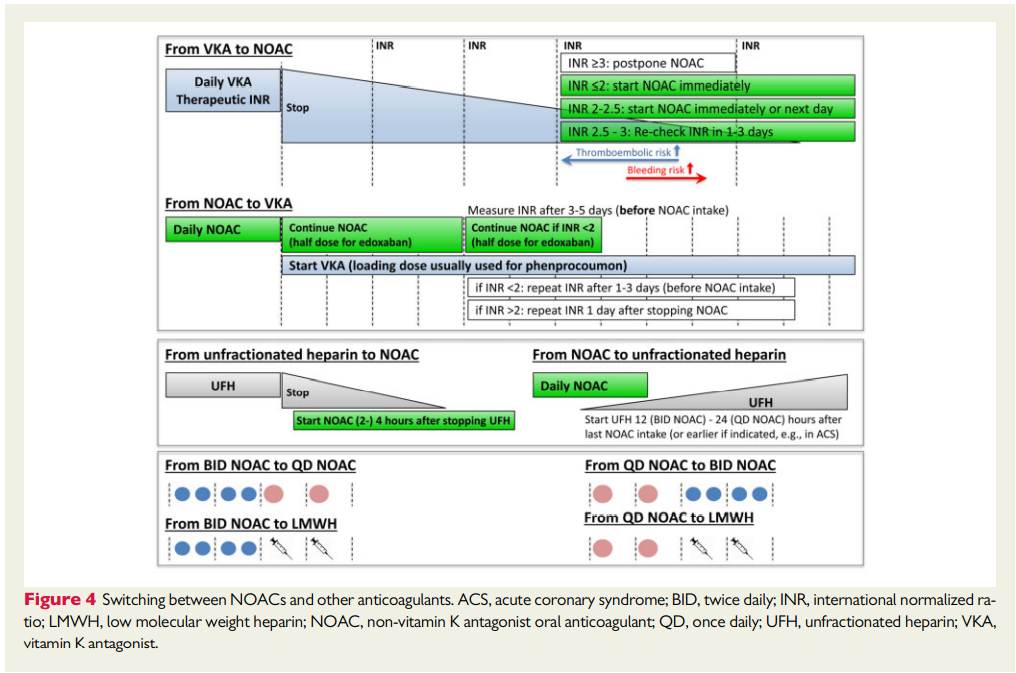 From VKA to NOAC
INR
INR
INR
INR
Daily VKA
Therapeutic INR
Stop
INR ≥3: postpone NOAC
INR ≤2: start NOAC immediately
INR 2-2.5: start NOAC immediately or next day
INR 2.5 - 3: Re-check INR in 1-3 days
Thromboembolic risk
Bleeding risk
From NOAC to VKA
Measure INR after 3-5 days (before NOAC intake)
Daily NOAC
Continue NOAC
(half dose for edoxaban)
Continue NOAC if INR <2
(half dose for edoxaban)
Start VKA (loading dose usually used for phenprocoumon)
if INR <2: repeat INR after 1-3 days (before NOAC intake)
if INR >2: repeat INR 1 day after stopping NOAC
From unfractionated heparin to NOAC
UFH
Stop
Start NOAC (2-) 4 hours after stopping UFH
From NOAC to unfractionated heparin
Daily NOAC
UFH
Start UFH 12 (BID NOAC) - 24 (QD NOAC) hours after
last NOAC intake (or earlier if indicated, e.g., in ACS)
From BID NOAC to QD NOAC
From QD NOAC to BID NOAC
From BID NOAC to LMWH
From QD NOAC to LMWH
Figure 4 Switching between NOACs and other anticoagulants. ACS, acute coronary syndrome; BID, twice daily; INR, international normalized ra-
tio; LMWH, low molecular weight heparin; NOAC, non-vitamin K antagonist oral anticoagulant; QD, once daily; UFH, unfractionated heparin; VKA,
vitamin K antagonist.